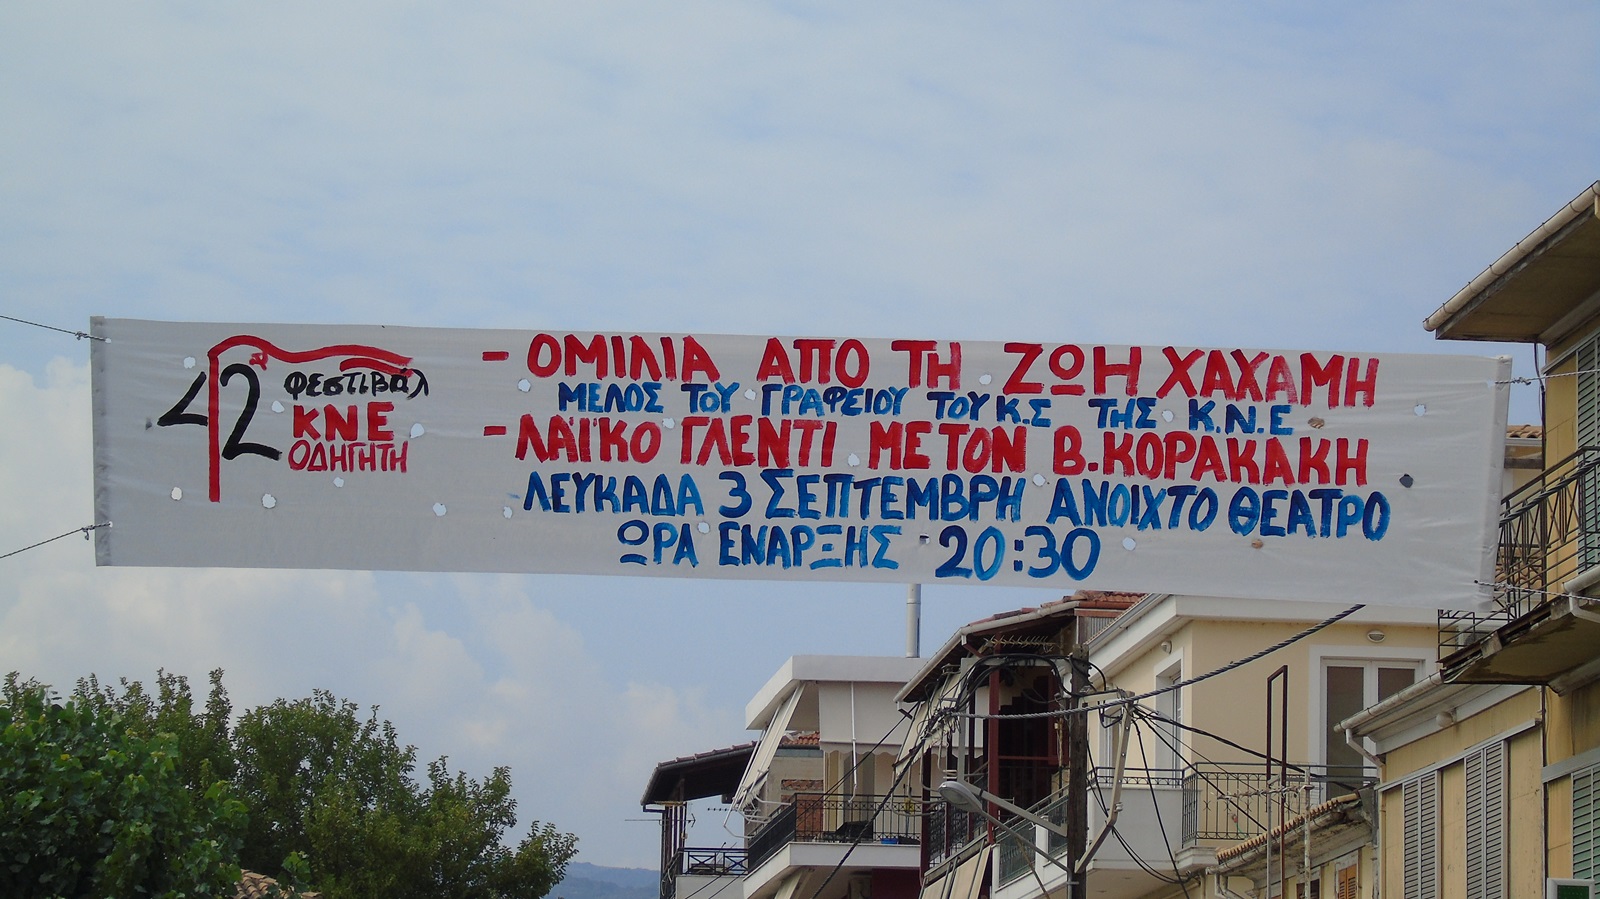 42 ΦΕΣΤΙΒΑλ
ΚΝΕ
ΟΔΗΓΗΤΗ
- ΟΜΙΛΙΑ ΑΠΟ ΤΗ ΖΩΗ ΧΑΧΑΜΗ
ΜΕΛΟΣ ΤΟΥ ΓΡΑΦΕΙΟΥ ΤΟΥ Κ.Σ ΤΗΣ Κ.Ν.Ε
- ΛΑΪΚΟ ΓΛΕΝΤΙ ΜΕ ΤΟΝ Β.ΚΟΡΑΚΑΚΗ
ΛΕΥΚΑΔΑ 3 ΣΕΠΤΕΜΒΡΗ ΑΝΟΙΧΤΟ ΘΕΑΤΡΟ
ΩΡΑ ΕΝΑΡΞΗΣ 20:30